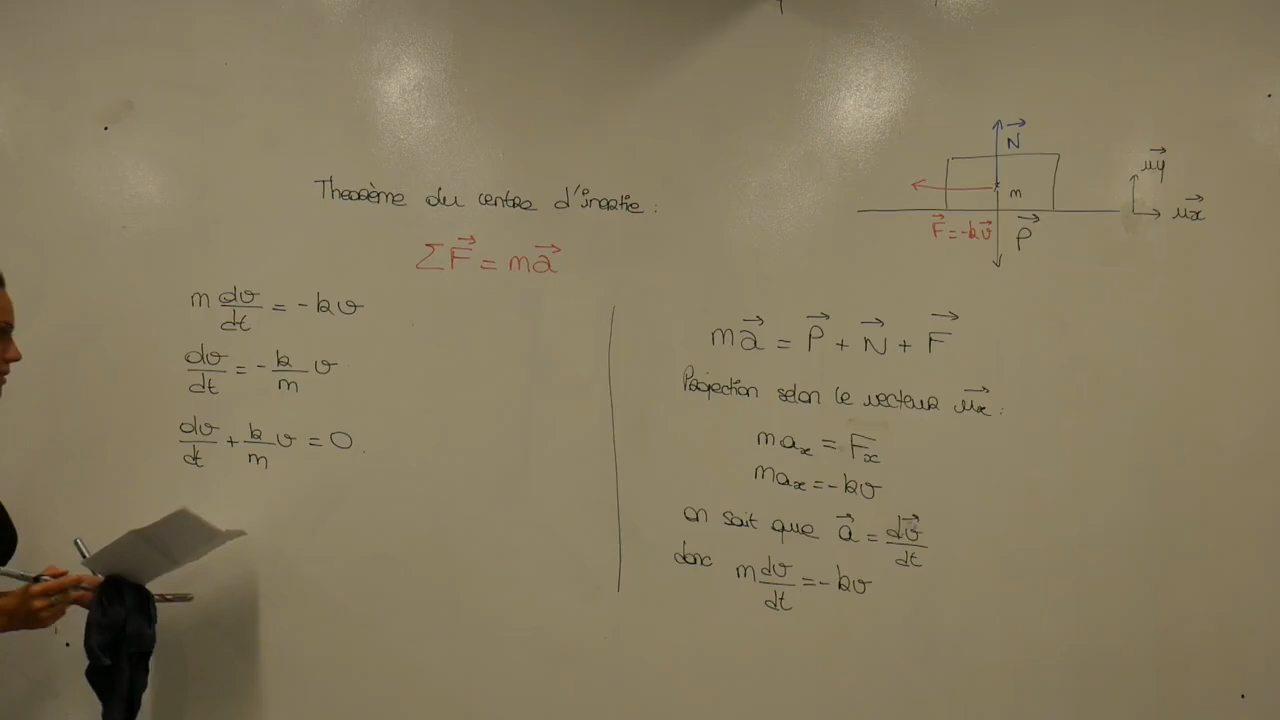 Theorème du centre d'inertie :
∑F⃗ = ma⃗
m dv/dt = -kv
dv/dt = -k/m v
dv/dt + k/m v = 0.
N⃗
m
F⃗ = -kv⃗
P⃗
u⃗y
u⃗x
ma⃗ = P⃗ + N⃗ + F⃗
Projection selon le vecteur u⃗x :
max = Fx
max = -kv
on sait que a⃗ = dv⃗/dt
donc m dv/dt = -kv